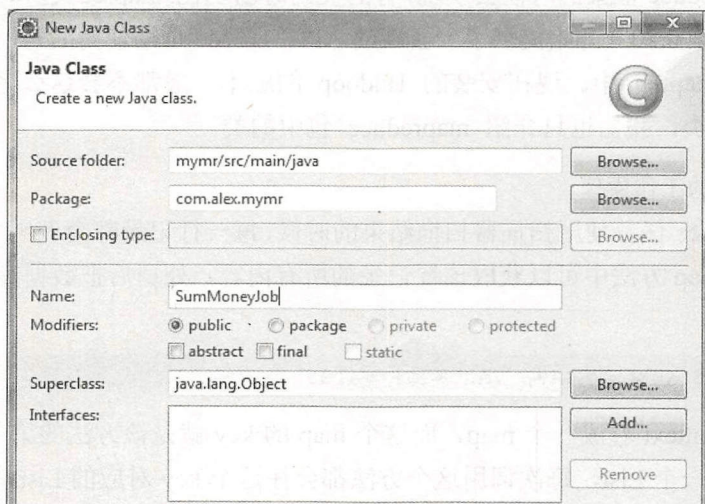 New Java Class
Java Class
Create a new Java class.
Source folder: mymr/src/main/java Browse...
Package: com.alex.mymr Browse...
Enclosing type: Browse...
Name: SumMoneyJob
Modifiers: public package private protected
abstract final static
Superclass: java.lang.Object Browse...
Interfaces: Add...
Remove